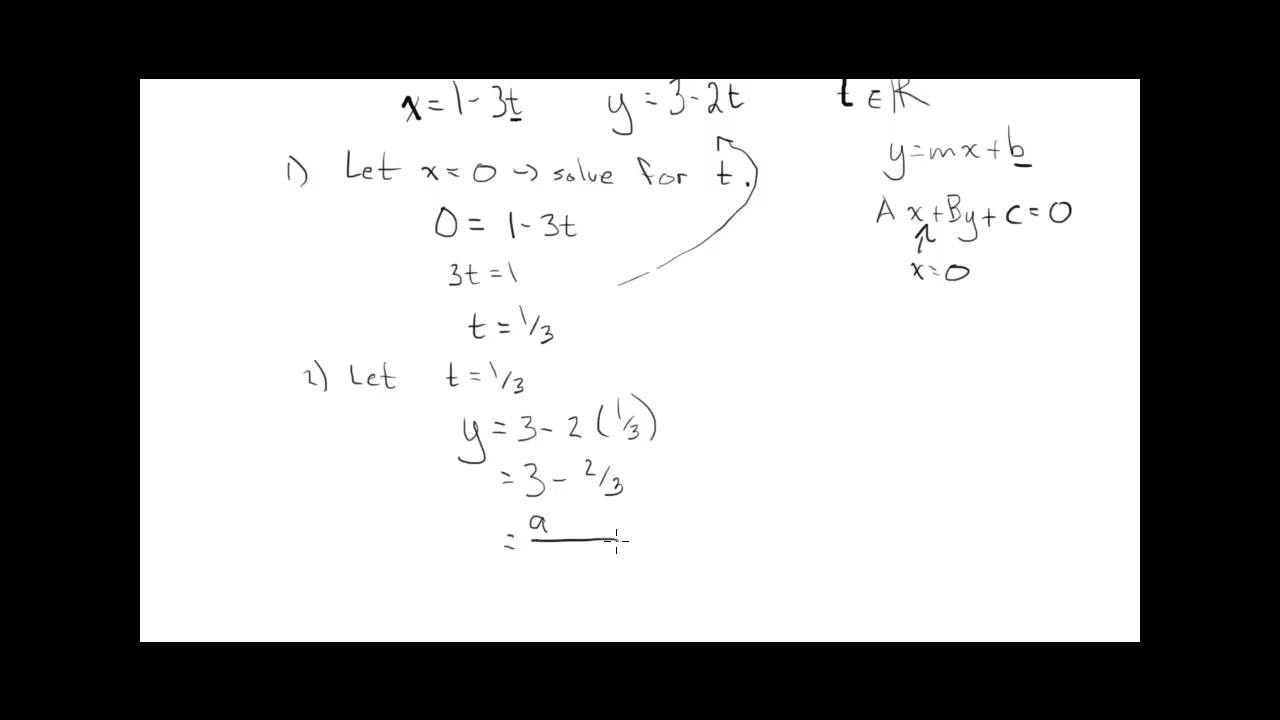 x = 1 - 3t y = 3 - 2t t ∈ ℝ
y = mx + b
1) Let x = 0 → solve for t.
Ax + By + C = 0
0 = 1 - 3t
x = 0
3t = 1
t = 1/3
2) Let t = 1/3
y = 3 - 2 (1/3)
= 3 - 2/3
= 9